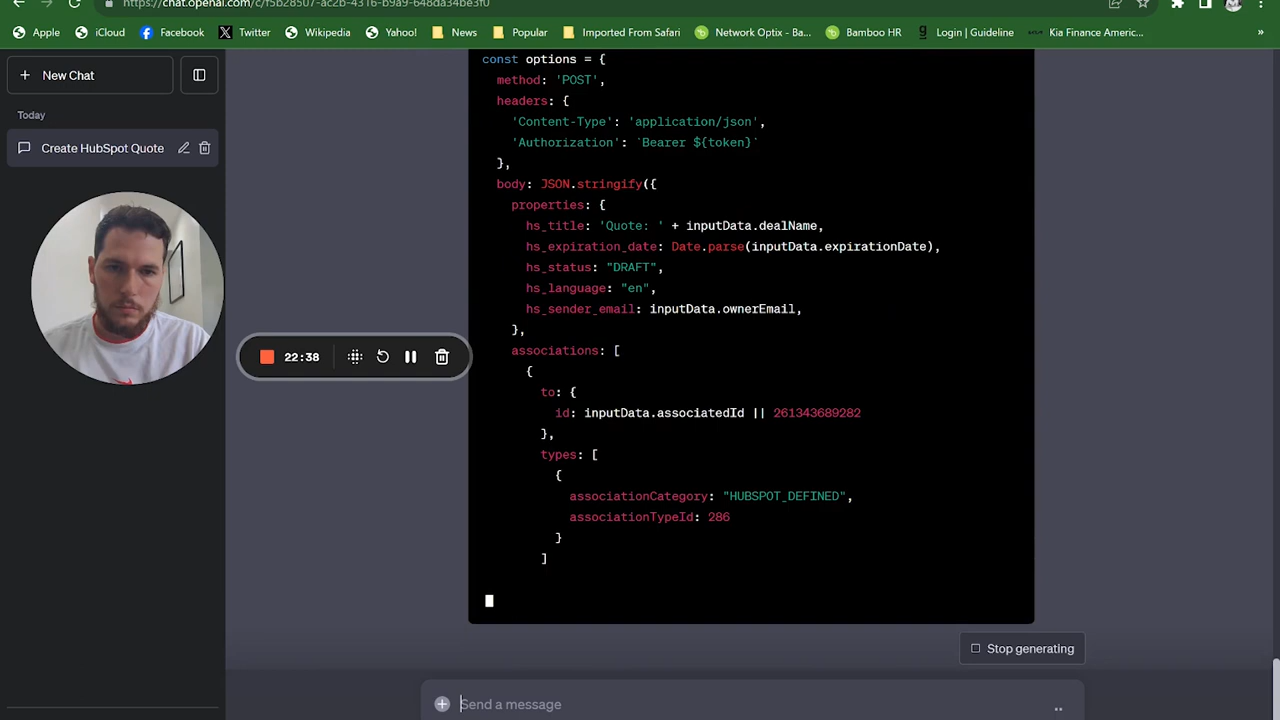 https://chat.openai.com/c/f5b28507-ac2b-4316-b9a9-648da34be3f0
Apple iCloud Facebook Twitter Wikipedia Yahoo! News Popular Imported From Safari Network Optix - Ba... Bamboo HR Login | Guideline Kia Finance Americ... »
New Chat
Today
Create HubSpot Quote
22:38
const options = {
method: 'POST',
headers: {
'Content-Type': 'application/json',
'Authorization': `Bearer ${token}`
},
body: JSON.stringify({
properties: {
hs_title: 'Quote: ' + inputData.dealName,
hs_expiration_date: Date.parse(inputData.expirationDate),
hs_status: "DRAFT",
hs_language: "en",
hs_sender_email: inputData.ownerEmail,
},
associations: [
{
to: {
id: inputData.associatedId || 261343689282
},
types: [
{
associationCategory: "HUBSPOT_DEFINED",
associationTypeId: 286
}
]
Stop generating
Send a message